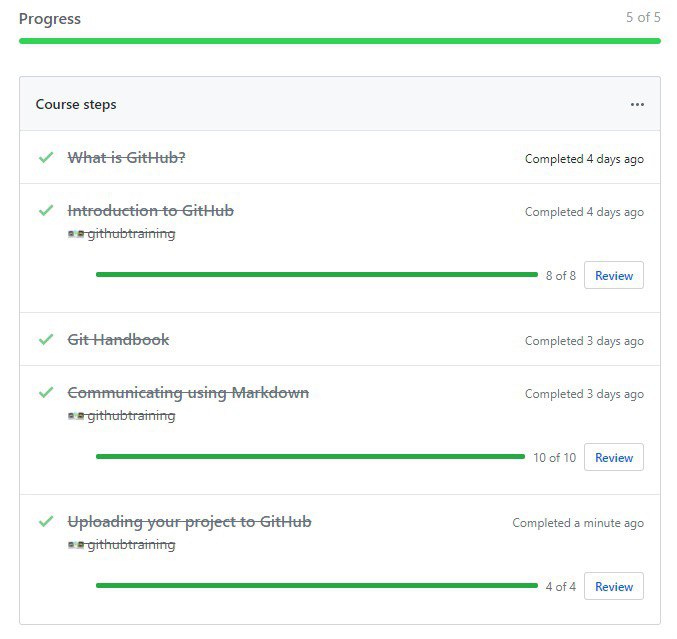 Progress 5 of 5
Course steps ...
What is GitHub? Completed 4 days ago
Introduction to GitHub Completed 4 days ago
githubtraining
8 of 8 Review
Git Handbook Completed 3 days ago
Communicating using Markdown Completed 3 days ago
githubtraining
10 of 10 Review
Uploading your project to GitHub Completed a minute ago
githubtraining
4 of 4 Review